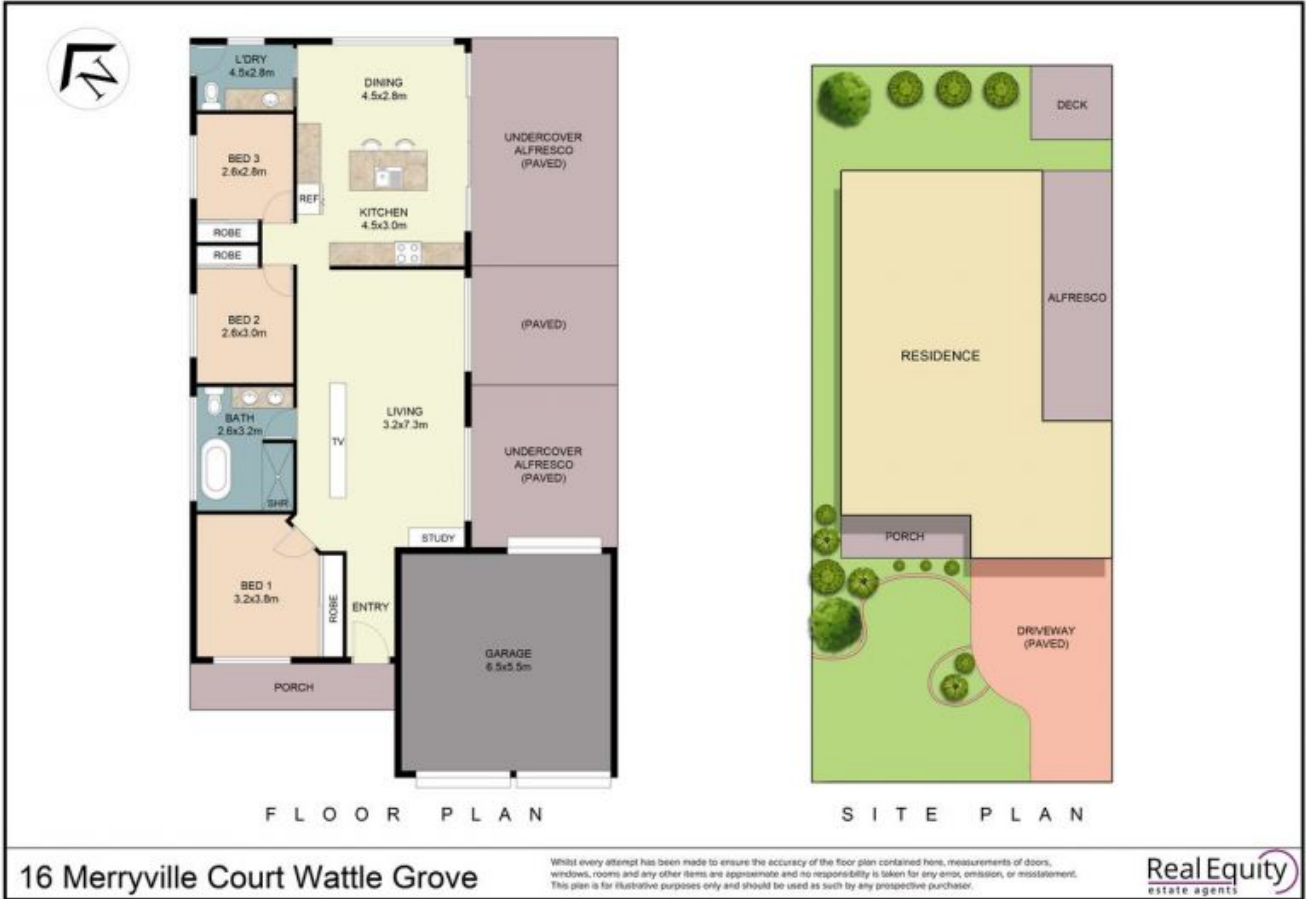 N
L'DRY
4.5x2.8m
DINING
4.5x2.8m
UNDERCOVER
ALFRESCO
(PAVED)
BED 3
2.6x2.8m
REF
KITCHEN
4.5x3.0m
ROBE
ROBE
BED 2
2.6x3.0m
(PAVED)
BATH
2.6x3.2m
SHR
TV
LIVING
3.2x7.3m
UNDERCOVER
ALFRESCO
(PAVED)
STUDY
BED 1
3.2x3.8m
ROBE
ENTRY
GARAGE
6.5x5.5m
PORCH
FLOOR PLAN
DECK
ALFRESCO
RESIDENCE
PORCH
DRIVEWAY
(PAVED)
SITE PLAN
16 Merryville Court Wattle Grove
Whilst every attempt has been made to ensure the accuracy of the floor plan contained here, measurements of doors,
windows, rooms and any other items are approximate and no responsibility is taken for any error, omission, or misstatement.
This plan is for illustrative purposes only and should be used as such by any prospective purchaser.
Real Equity
estate agents